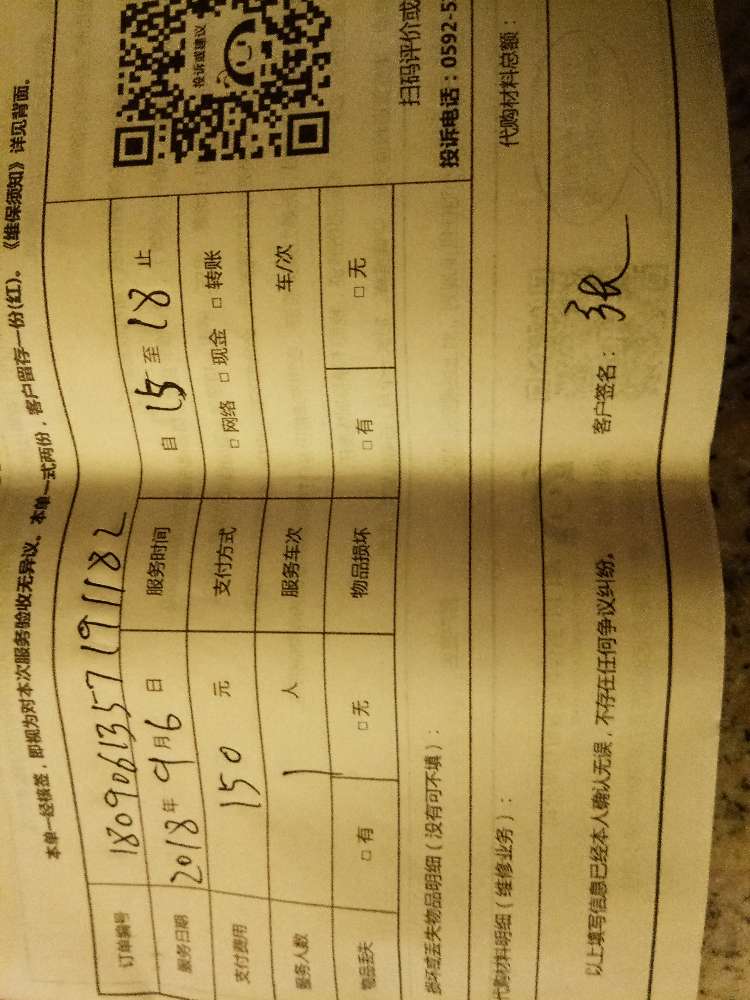 本单一经核签，即视为对本次服务验收无异议。本单一式两份，客户留存一份(红)。《维保须知》详见背面。
订单编号 180906135719 11182
服务日期 2018年 9月 6日 服务时间 自 15 至 18 止
支付费用 150 元 支付方式 □ 网络 □ 现金 □ 转账
服务人数 1 人 服务车次 车/次
物品丢失 □ 有 □ 无 物品损坏 □ 有 □ 无
投诉或建议
扫码评价或
投诉电话：0592-5
损坏或丢失物品明细（没有可不填）：
代购材料明细（维修业务）： 代购材料总额：
以上填写信息已经本人确认无误，不存在任何争议纠纷。 客户签名： 张